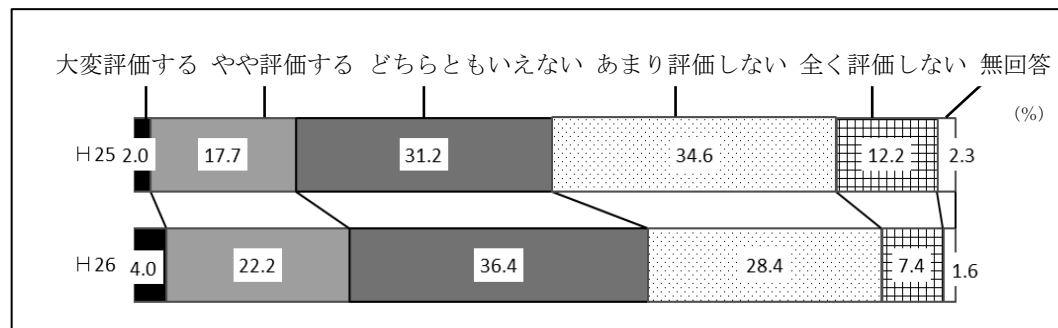 大変評価する やや評価する どちらともいえない あまり評価しない 全く評価しない 無回答
(%)
H25 2.0 17.7 31.2 34.6 12.2 2.3
H26 4.0 22.2 36.4 28.4 7.4 1.6